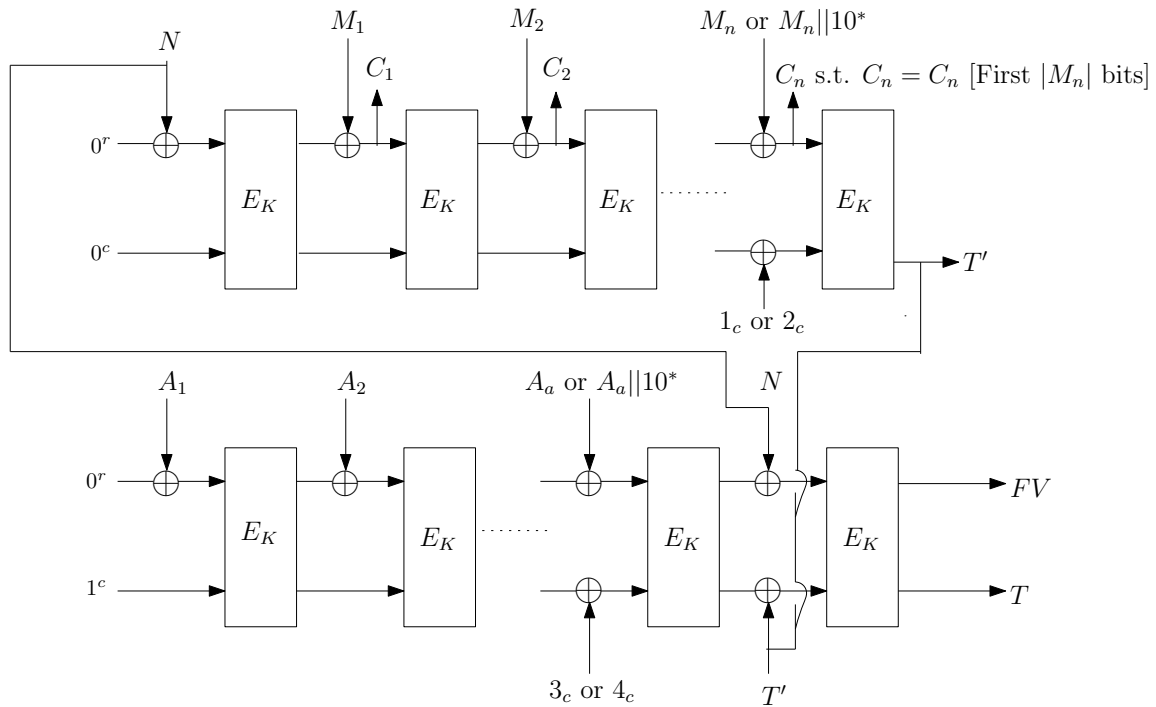 N
M_1
M_2
M_n or M_n||10*
C_1
C_2
C_n s.t. C_n = C_n [First |M_n| bits]
0^r
E_K
E_K
E_K
E_K
0^c
T′
1_c or 2_c
A_1
A_2
A_a or A_a||10*
N
0^r
E_K
E_K
E_K
E_K
FV
1^c
T
3_c or 4_c
T′